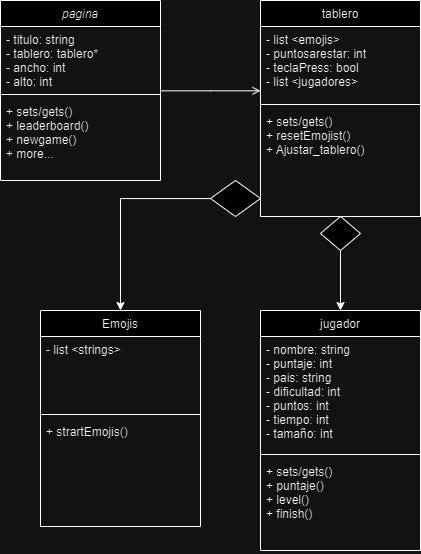 pagina
- titulo: string
- tablero: tablero*
- ancho: int
- alto: int
+ sets/gets()
+ leaderboard()
+ newgame()
+ more...
tablero
- list <emojis>
- puntosarestar: int
- teclaPress: bool
- list <jugadores>
+ sets/gets()
+ resetEmojist()
+ Ajustar_tablero()
Emojis
- list <strings>
+ strartEmojis()
jugador
- nombre: string
- puntaje: int
- pais: string
- dificultad: int
- puntos: int
- tiempo: int
- tamaño: int
+ sets/gets()
+ puntaje()
+ level()
+ finish()